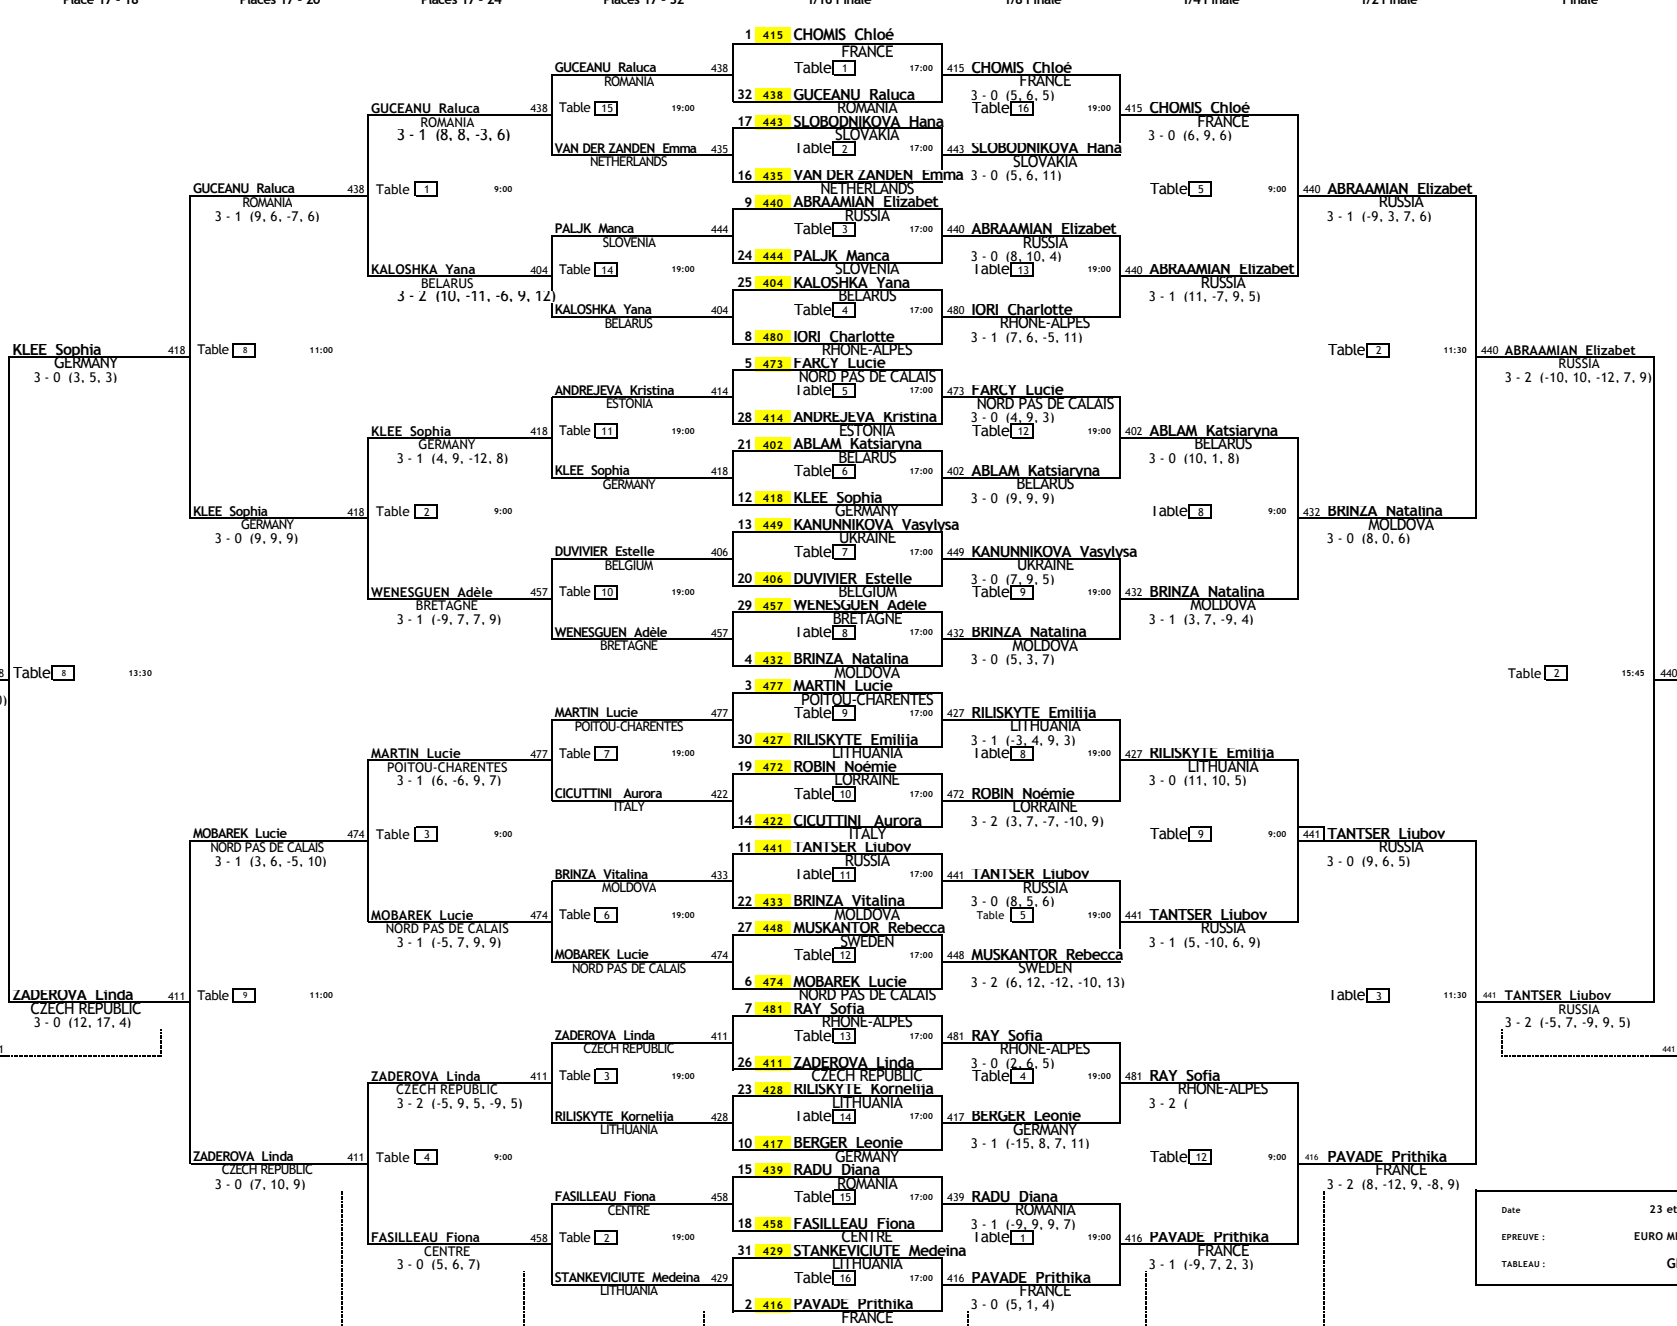 Place 17 - 18 Places 17 - 20 Places 17 - 24 Places 17 - 32 1/16 Finale 1/8 Finale 1/4 Finale 1/2 Finale Finale
1 415 CHOMIS Chloé
FRANCE
GUCEANU Raluca 438 Table 1 17:00 415 CHOMIS Chloé
ROMANIA FRANCE
32 438 GUCEANU Raluca 3 - 0 (5, 6, 5)
GUCEANU Raluca 438 Table 15 19:00 ROMANIA Table 16 19:00 415 CHOMIS Chloé
ROMANIA FRANCE
3 - 1 (8, 8, -3, 6) 17 443 SLOBODNIKOVA Hana 3 - 0 (6, 9, 6)
SLOVAKIA
VAN DER ZANDEN Emma 435 Table 2 17:00 443 SLOBODNIKOVA Hana
NETHERLANDS SLOVAKIA
16 435 VAN DER ZANDEN Emma 3 - 0 (5, 6, 11)
NETHERLANDS
GUCEANU Raluca 438 Table 1 9:00 Table 5 9:00 440 ABRAAMIAN Elizabet
ROMANIA RUSSIA
3 - 1 (9, 6, -7, 6) 9 440 ABRAAMIAN Elizabet 3 - 1 (-9, 3, 7, 6)
RUSSIA
PALJK Manca 444 Table 3 17:00 440 ABRAAMIAN Elizabet
SLOVENIA RUSSIA
24 444 PALJK Manca 3 - 0 (8, 10, 4)
KALOSHKA Yana 404 Table 14 19:00 SLOVENIA Table 13 19:00 440 ABRAAMIAN Elizabet
BELARUS RUSSIA
3 - 2 (10, -11, -6, 9, 12) 25 404 KALOSHKA Yana 3 - 1 (11, -7, 9, 5)
BELARUS
KALOSHKA Yana 404 Table 4 17:00 480 IORI Charlotte
BELARUS RHONE-ALPES
8 480 IORI Charlotte 3 - 1 (7, 6, -5, 11)
RHONE-ALPES
KLEE Sophia 418 Table 8 11:00 Table 2 11:30 440 ABRAAMIAN Elizabet
GERMANY RUSSIA
3 - 0 (3, 5, 3) 5 473 FARCY Lucie 3 - 2 (-10, 10, -12, 7, 9)
NORD PAS DE CALAIS
ANDREJEVA Kristina 414 Table 5 17:00 473 FARCY Lucie
ESTONIA NORD PAS DE CALAIS
28 414 ANDREJEVA Kristina 3 - 0 (4, 9, 3)
KLEE Sophia 418 Table 11 19:00 ESTONIA Table 12 19:00 402 ABLAM Katsiaryna
GERMANY BELARUS
3 - 1 (4, 9, -12, 8) 21 402 ABLAM Katsiaryna 3 - 0 (10, 1, 8)
BELARUS
KLEE Sophia 418 Table 6 17:00 402 ABLAM Katsiaryna
GERMANY BELARUS
12 418 KLEE Sophia 3 - 0 (9, 9, 9)
GERMANY
KLEE Sophia 418 Table 2 9:00 Table 8 9:00 432 BRINZA Natalina
GERMANY MOLDOVA
3 - 0 (9, 9, 9) 13 449 KANUNNIKOVA Vasylysa 3 - 0 (8, 0, 6)
UKRAINE
DUVIVIER Estelle 406 Table 7 17:00 449 KANUNNIKOVA Vasylysa
BELGIUM UKRAINE
20 406 DUVIVIER Estelle 3 - 0 (7, 9, 5)
WENESGUEN Adèle 457 Table 10 19:00 BELGIUM Table 9 19:00 432 BRINZA Natalina
BRETAGNE MOLDOVA
3 - 1 (-9, 7, 7, 9) 29 457 WENESGUEN Adèle 3 - 1 (3, 7, -9, 4)
BRETAGNE
WENESGUEN Adèle 457 Table 8 17:00 432 BRINZA Natalina
BRETAGNE MOLDOVA
4 432 BRINZA Natalina 3 - 0 (5, 3, 7)
MOLDOVA
8 Table 8 13:30 Table 2 15:45 440
3 477 MARTIN Lucie
POITOU-CHARENTES
MARTIN Lucie 477 Table 9 17:00 427 RILISKYTE Emilija
POITOU-CHARENTES LITHUANIA
30 427 RILISKYTE Emilija 3 - 1 (-3, 4, 9, 3)
MARTIN Lucie 477 Table 7 19:00 LITHUANIA Table 8 19:00 427 RILISKYTE Emilija
POITOU-CHARENTES LITHUANIA
3 - 1 (6, -6, 9, 7) 19 472 ROBIN Noémie 3 - 0 (11, 10, 5)
LORRAINE
CICUTTINI Aurora 422 Table 10 17:00 472 ROBIN Noémie
ITALY LORRAINE
14 422 CICUTTINI Aurora 3 - 2 (3, 7, -7, -10, 9)
ITALY
MOBAREK Lucie 474 Table 3 9:00 Table 9 9:00 441 TANTSER Liubov
NORD PAS DE CALAIS RUSSIA
3 - 1 (3, 6, -5, 10) 11 441 TANTSER Liubov 3 - 0 (9, 6, 5)
RUSSIA
BRINZA Vitalina 433 Table 11 17:00 441 TANTSER Liubov
MOLDOVA RUSSIA
22 433 BRINZA Vitalina 3 - 0 (8, 5, 6)
MOBAREK Lucie 474 Table 6 19:00 MOLDOVA Table 5 19:00 441 TANTSER Liubov
NORD PAS DE CALAIS RUSSIA
3 - 1 (-5, 7, 9, 9) 27 448 MUSKANTOR Rebecca 3 - 1 (5, -10, 6, 9)
SWEDEN
MOBAREK Lucie 474 Table 12 17:00 448 MUSKANTOR Rebecca
NORD PAS DE CALAIS SWEDEN
6 474 MOBAREK Lucie 3 - 2 (6, 12, -12, -10, 13)
NORD PAS DE CALAIS
ZADEROVA Linda 411 Table 9 11:00 Table 3 11:30 441 TANTSER Liubov
CZECH REPUBLIC RUSSIA
3 - 0 (12, 17, 4) 7 481 RAY Sofia 3 - 2 (-5, 7, -9, 9, 5)
RHONE-ALPES
ZADEROVA Linda 411 Table 13 17:00 481 RAY Sofia
CZECH REPUBLIC RHONE-ALPES 441
26 411 ZADEROVA Linda 3 - 0 (2, 6, 5)
ZADEROVA Linda 411 Table 3 19:00 CZECH REPUBLIC Table 4 19:00 481 RAY Sofia
CZECH REPUBLIC RHONE-ALPES
3 - 2 (-5, 9, 5, -9, 5) 23 428 RILISKYTE Kornelija 3 - 2 (
LITHUANIA
RILISKYTE Kornelija 428 Table 14 17:00 417 BERGER Leonie
LITHUANIA GERMANY
10 417 BERGER Leonie 3 - 1 (-15, 8, 7, 11)
GERMANY
ZADEROVA Linda 411 Table 4 9:00 Table 12 9:00 416 PAVADE Prithika
CZECH REPUBLIC FRANCE
3 - 0 (7, 10, 9) 15 439 RADU Diana 3 - 2 (8, -12, 9, -8, 9)
ROMANIA
FASILLEAU Fiona 458 Table 15 17:00 439 RADU Diana
CENTRE ROMANIA
Date 23 et
18 458 FASILLEAU Fiona 3 - 1 (-9, 9, 9, 7)
FASILLEAU Fiona 458 Table 2 19:00 CENTRE Table 1 19:00 416 PAVADE Prithika
EPREUVE : EURO MI
CENTRE FRANCE
3 - 0 (5, 6, 7) 31 429 STANKEVICIUTE Medeina 3 - 1 (-9, 7, 2, 3)
TABLEAU :
LITHUANIA
STANKEVICIUTE Medeina 429 Table 16 17:00 416 PAVADE Prithika
LITHUANIA FRANCE
2 416 PAVADE Prithika 3 - 0 (5, 1, 4)
FRANCE